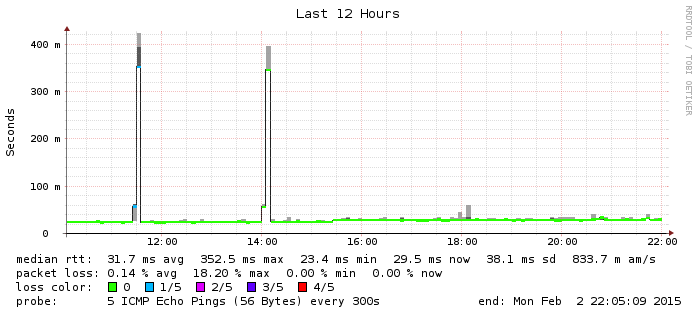 Last 12 Hours
RRDTOOL / TOBI OETIKER
Seconds
400 m
300 m
200 m
100 m
0
12:00 14:00 16:00 18:00 20:00 22:00
median rtt: 31.7 ms avg 352.5 ms max 23.4 ms min 29.5 ms now 38.1 ms sd 833.7 m am/s
packet loss: 0.14 % avg 18.20 % max 0.00 % min 0.00 % now
loss color: 0 1/5 2/5 3/5 4/5
probe: 5 ICMP Echo Pings (56 Bytes) every 300s end: Mon Feb 2 22:05:09 2015